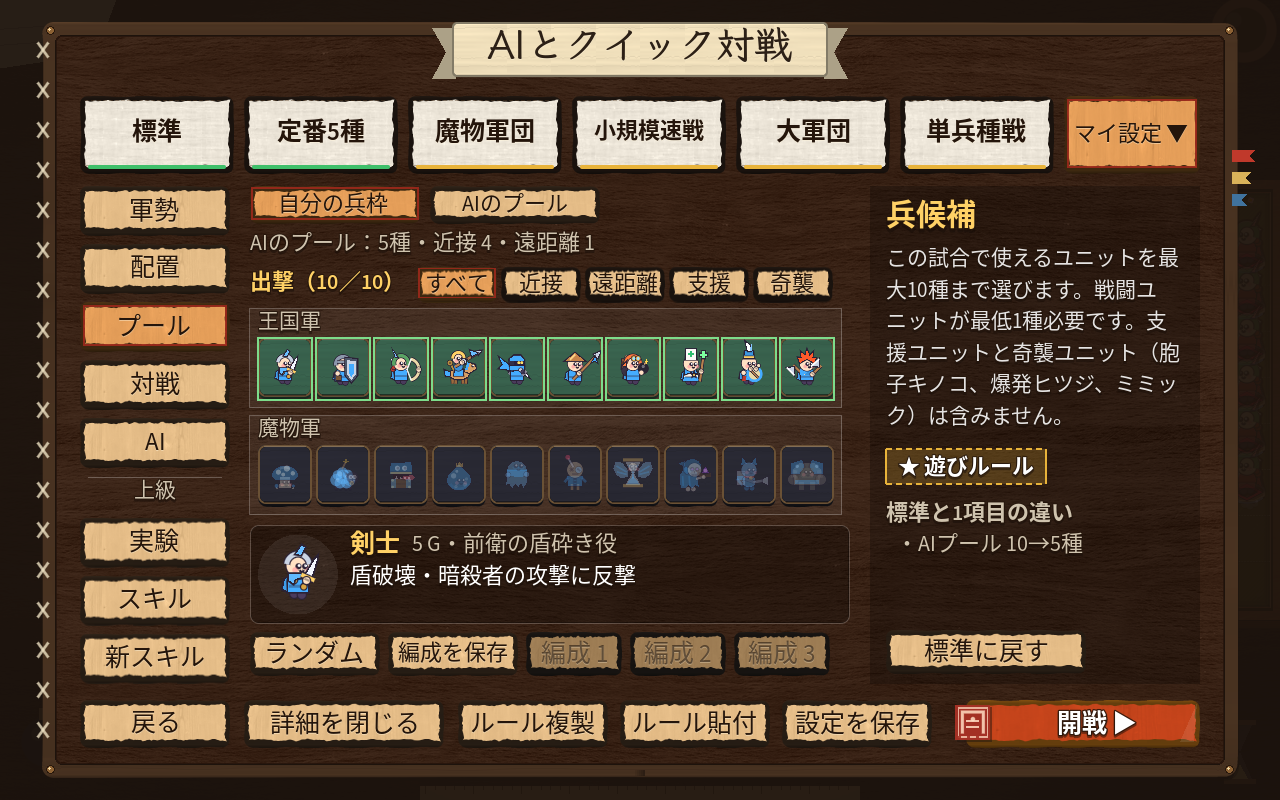 AIとクイック対戦
標準
定番5種
魔物軍団
小規模速戦
大軍団
単兵種戦
マイ設定▼
軍勢
配置
プール
対戦
AI
上級
実験
スキル
新スキル
自分の兵枠
AIのプール
AIのプール：5種・近接 4・遠距離 1
出撃（10／10）
すべて
近接
遠距離
支援
奇襲
王国軍
魔物軍
剣士 5 G・前衛の盾砕き役
盾破壊・暗殺者の攻撃に反撃
ランダム
編成を保存
編成 1
編成 2
編成 3
兵候補
この試合で使えるユニットを最
大10種まで選びます。戦闘ユ
ニットが最低1種必要です。支
援ユニットと奇襲ユニット（胞
子キノコ、爆発ヒツジ、ミミッ
ク）は含みません。
★ 遊びルール
標準と1項目の違い
・AIプール 10→5種
標準に戻す
戻る
詳細を閉じる
ルール複製
ルール貼付
設定を保存
開戦 ▶